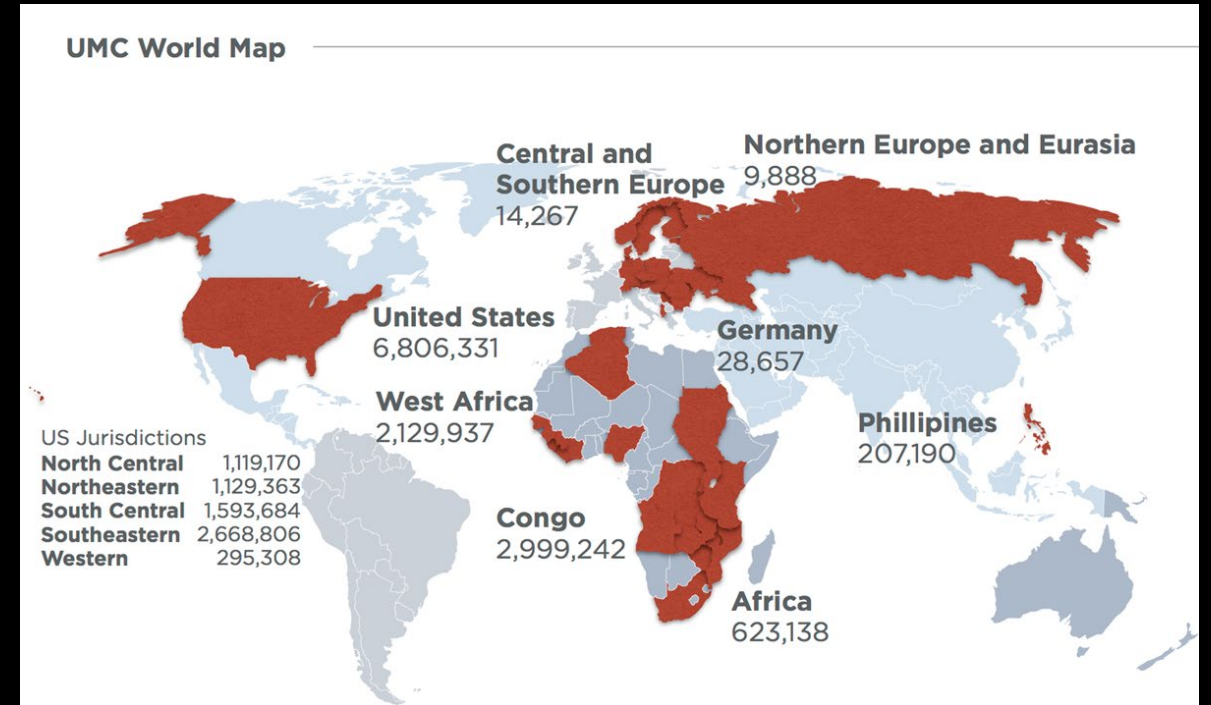 UMC World Map
Central and
Southern Europe
14,267
Northern Europe and Eurasia
9,888
United States
6,806,331
Germany
28,657
West Africa
2,129,937
Phillipines
207,190
US Jurisdictions
North Central 1,119,170
Northeastern 1,129,363
South Central 1,593,684
Southeastern 2,668,806
Western 295,308
Congo
2,999,242
Africa
623,138